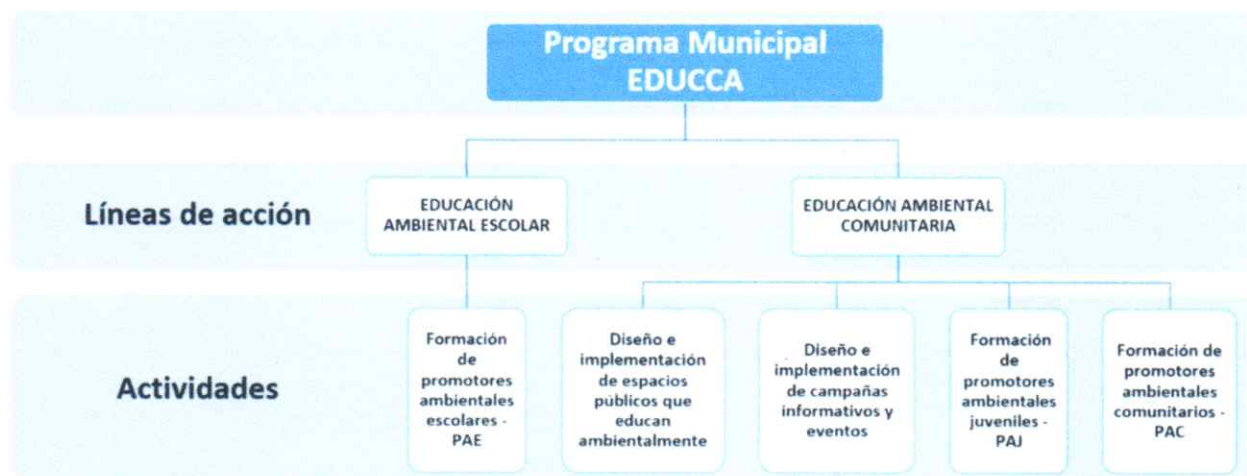 Programa Municipal
EDUCCA
Líneas de acción
EDUCACIÓN
AMBIENTAL ESCOLAR
EDUCACIÓN AMBIENTAL
COMUNITARIA
Actividades
Formación
de
promotores
ambientales
escolares -
PAE
Diseño e
implementación
de espacios
públicos que
educan
ambientalmente
Diseño e
implementación
de campañas
informativos y
eventos
Formación
de
promotores
ambientales
juveniles -
PAJ
Formación de
promotores
ambientales
comunitarios -
PAC